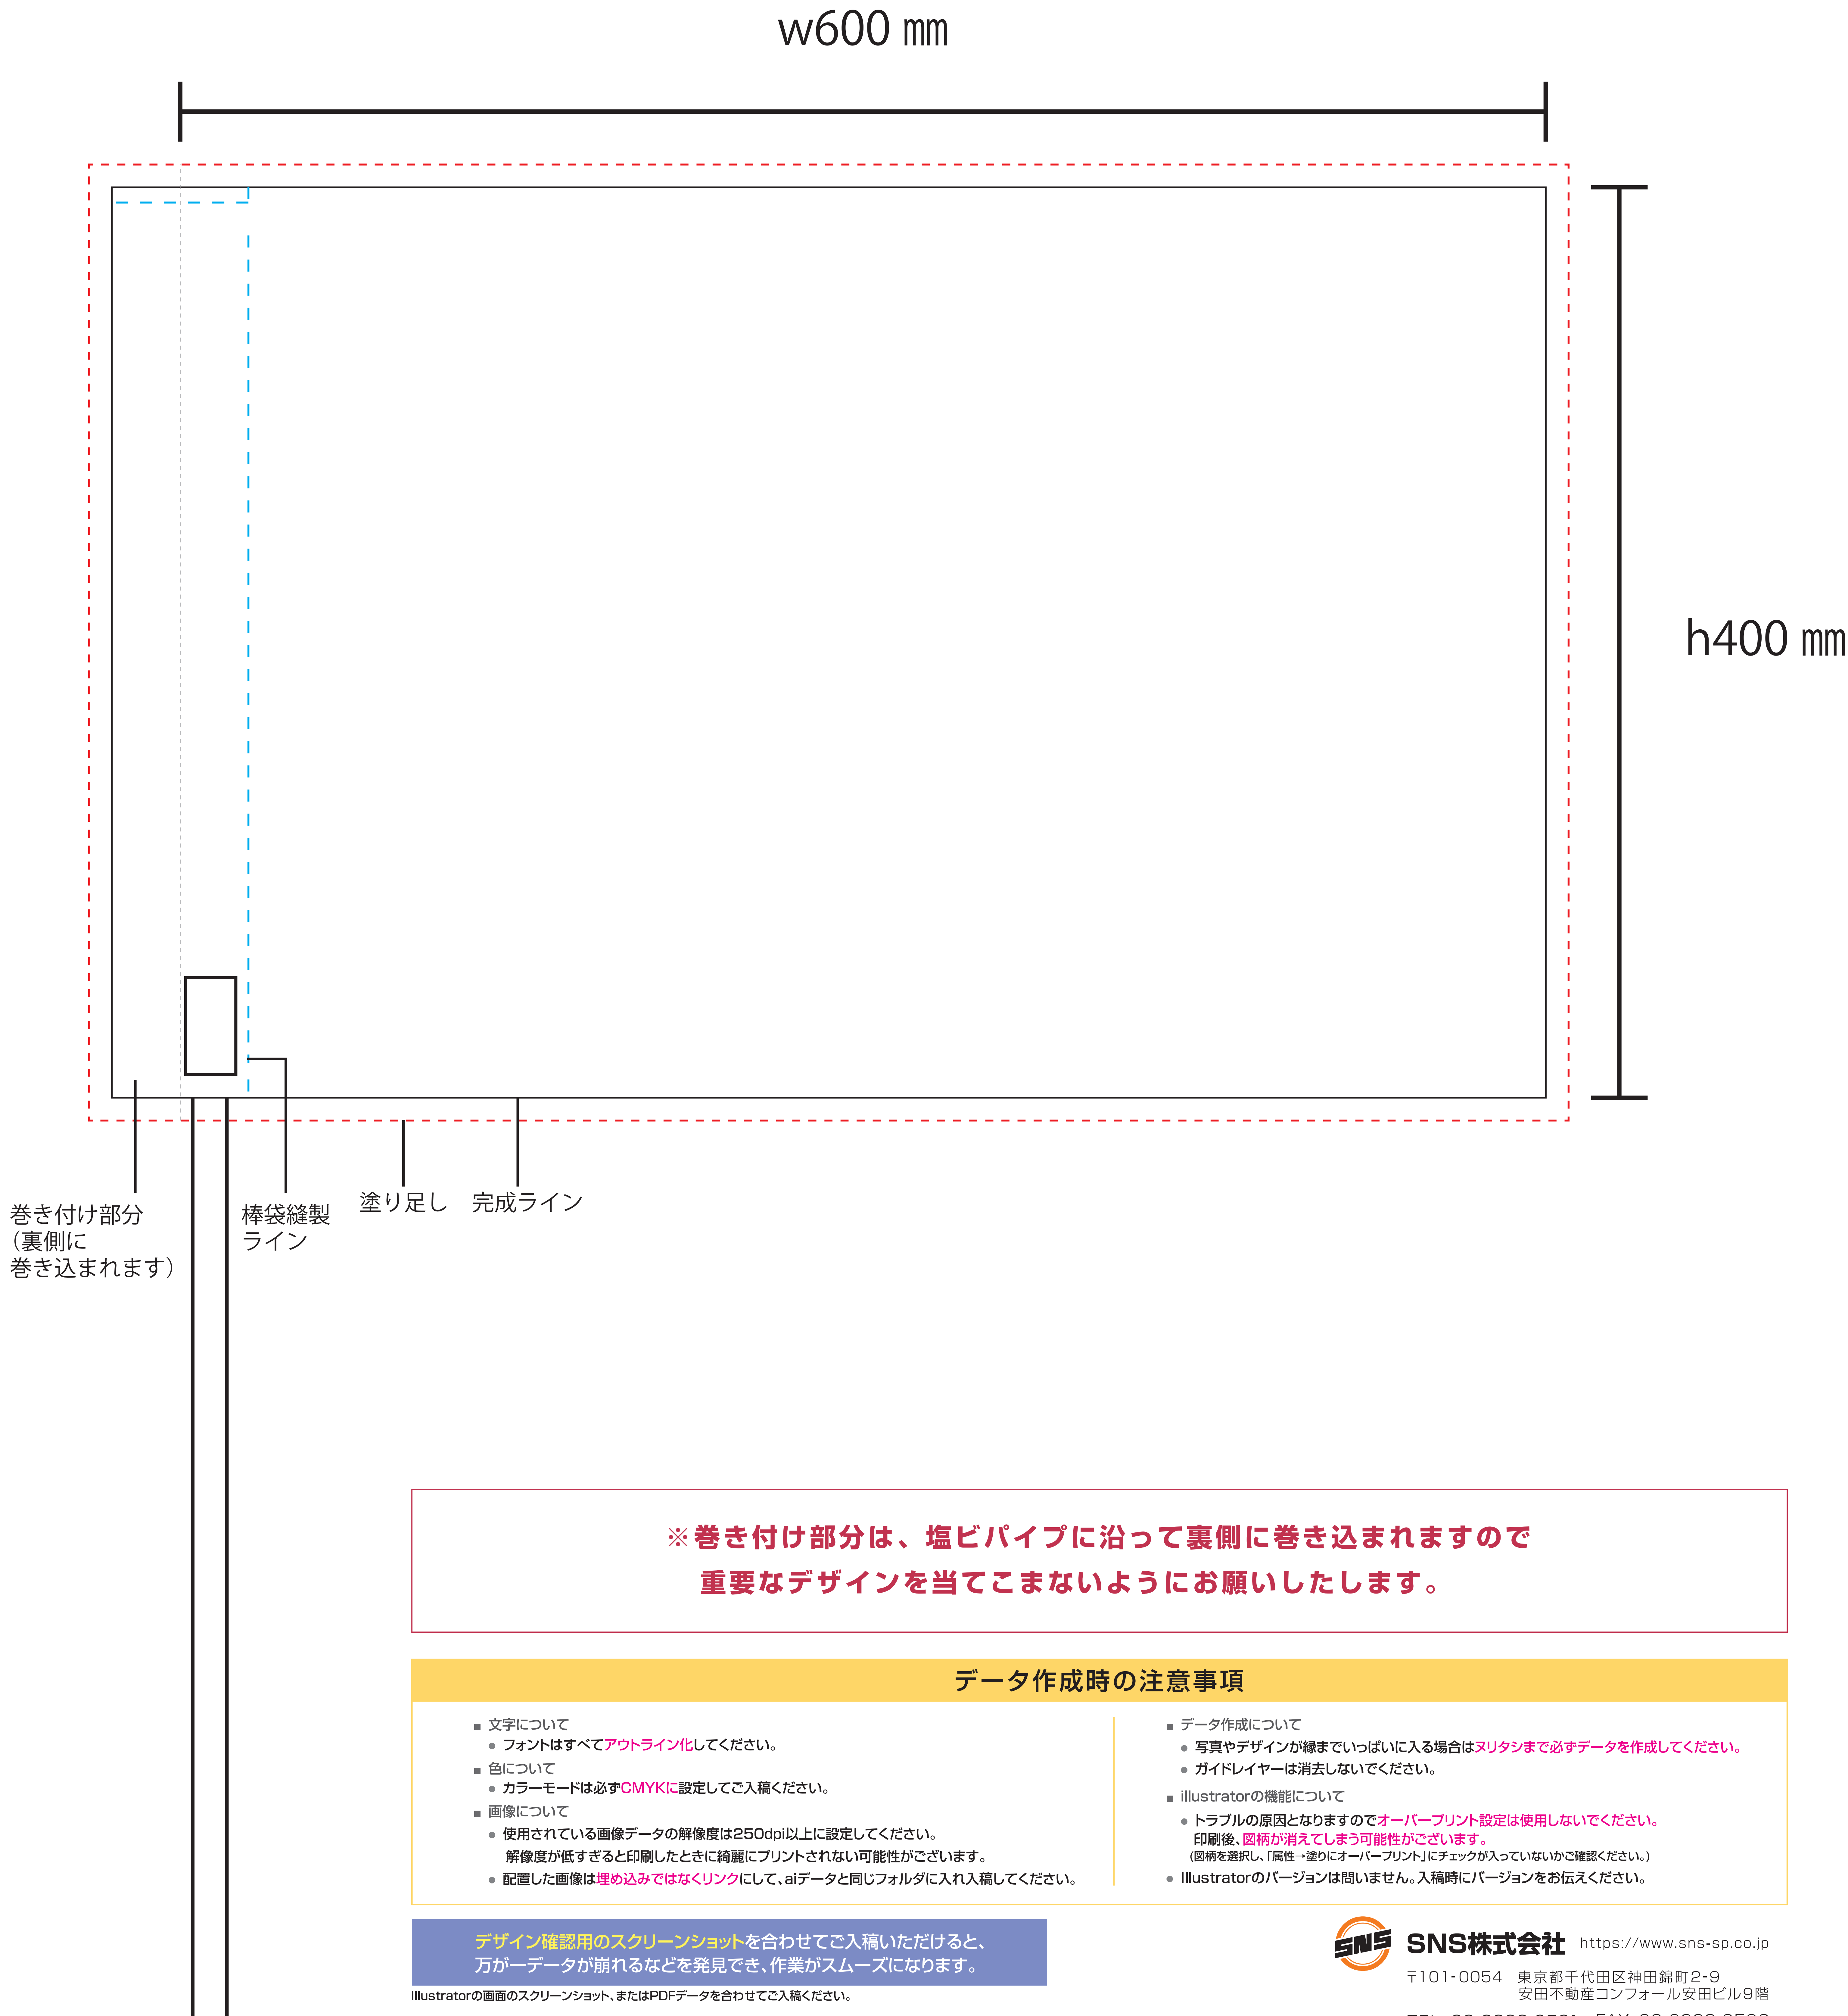 w600 ㎜
h400 ㎜
巻き付け部分
（裏側に
巻き込まれます）
棒袋縫製
ライン
塗り足し
完成ライン
※巻き付け部分は、塩ビパイプに沿って裏側に巻き込まれますので
重要なデザインを当てこまないようにお願いしたします。
データ作成時の注意事項
■ 文字について
● フォントはすべてアウトライン化してください。
■ 色について
● カラーモードは必ずCMYKに設定してご入稿ください。
■ 画像について
● 使用されている画像データの解像度は250dpi以上に設定してください。
解像度が低すぎると印刷したときに綺麗にプリントされない可能性がございます。
● 配置した画像は埋め込みではなくリンクにして、aiデータと同じフォルダに入れ入稿してください。
■ データ作成について
● 写真やデザインが縁までいっぱいに入る場合はヌリタシまで必ずデータを作成してください。
● ガイドレイヤーは消去しないでください。
■ illustratorの機能について
● トラブルの原因となりますのでオーバープリント設定は使用しないでください。
印刷後、図柄が消えてしまう可能性がございます。
（図柄を選択し、「属性→塗りにオーバープリント」にチェックが入っていないかご確認ください。）
● Illustratorのバージョンは問いません。入稿時にバージョンをお伝えください。
デザイン確認用のスクリーンショットを合わせてご入稿いただけると、
万が一データが崩れるなどを発見でき、作業がスムーズになります。
Illustratorの画面のスクリーンショット、またはPDFデータを合わせてご入稿ください。
SNS SNS株式会社 https://www.sns-sp.co.jp
〒101-0054 東京都千代田区神田錦町2-9
安田不動産コンフォール安田ビル9階